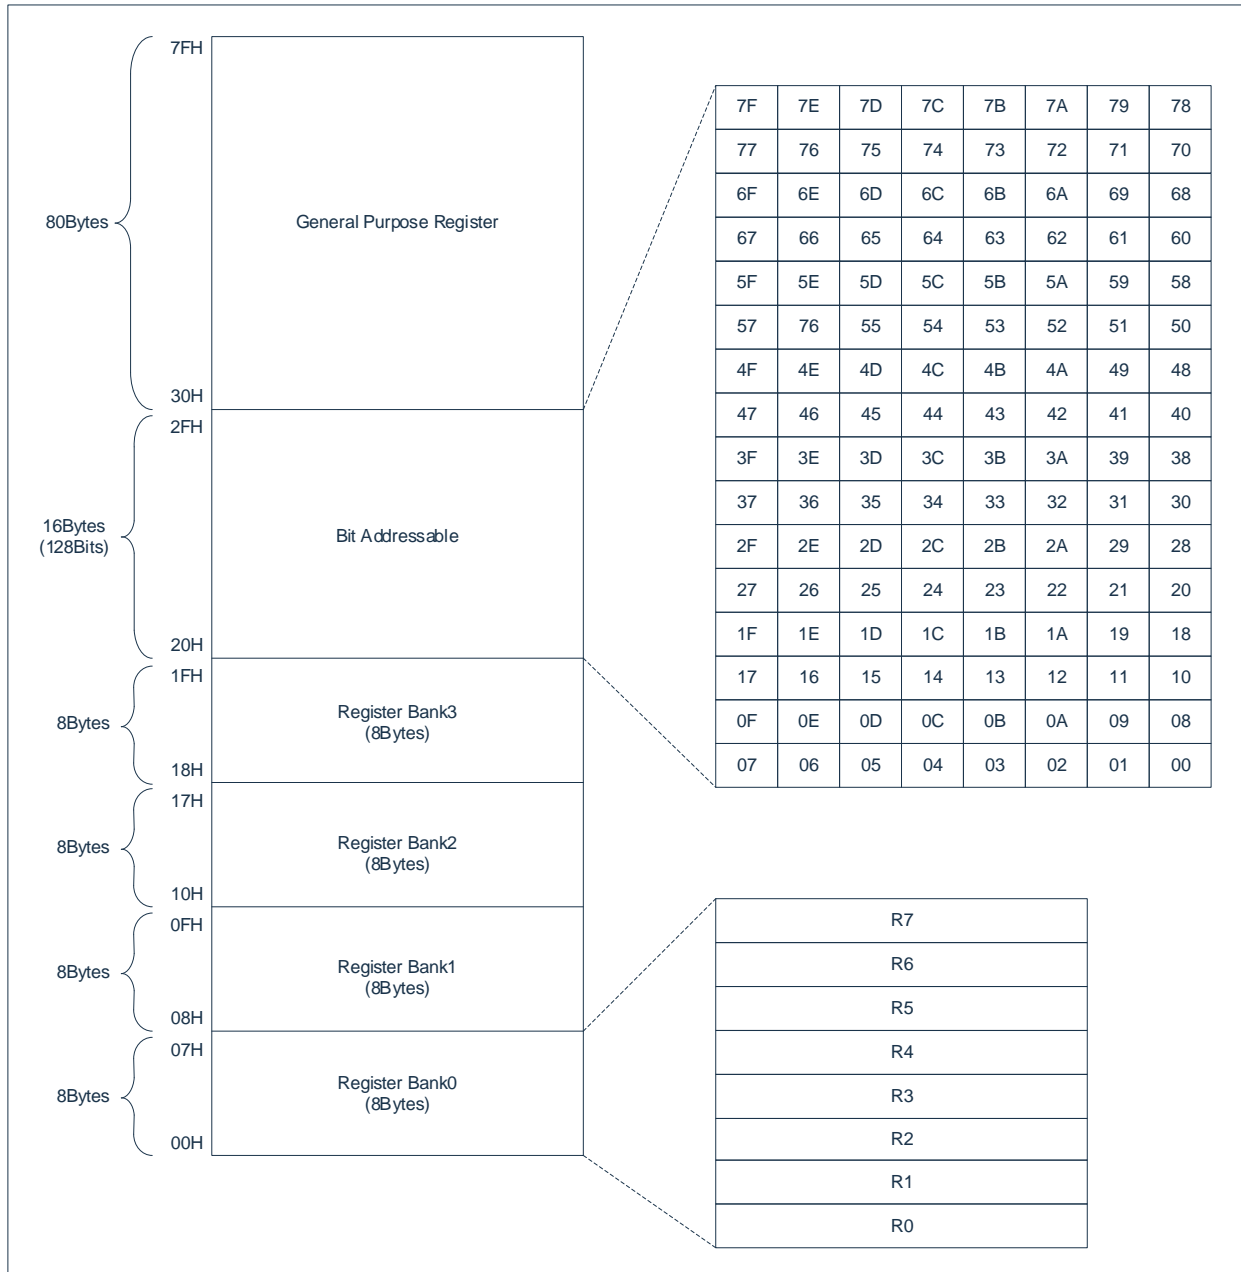 7FH
80Bytes
General Purpose Register
30H
2FH
16Bytes
(128Bits)
Bit Addressable
20H
1FH
8Bytes
Register Bank3
(8Bytes)
18H
17H
8Bytes
Register Bank2
(8Bytes)
10H
0FH
8Bytes
Register Bank1
(8Bytes)
08H
07H
8Bytes
Register Bank0
(8Bytes)
00H
7F 7E 7D 7C 7B 7A 79 78
77 76 75 74 73 72 71 70
6F 6E 6D 6C 6B 6A 69 68
67 66 65 64 63 62 61 60
5F 5E 5D 5C 5B 5A 59 58
57 76 55 54 53 52 51 50
4F 4E 4D 4C 4B 4A 49 48
47 46 45 44 43 42 41 40
3F 3E 3D 3C 3B 3A 39 38
37 36 35 34 33 32 31 30
2F 2E 2D 2C 2B 2A 29 28
27 26 25 24 23 22 21 20
1F 1E 1D 1C 1B 1A 19 18
17 16 15 14 13 12 11 10
0F 0E 0D 0C 0B 0A 09 08
07 06 05 04 03 02 01 00
R7
R6
R5
R4
R3
R2
R1
R0